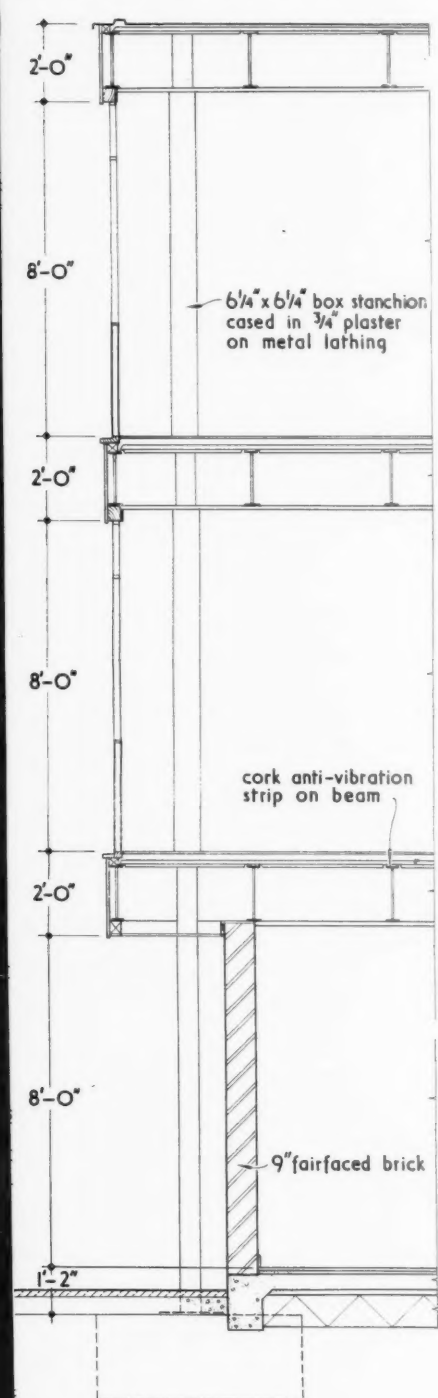 2'-0"
8'-0"
6¼" x 6¼" box stanchion
cased in ¾" plaster
on metal lathing
2'-0"
8'-0"
cork anti-vibration
strip on beam
2'-0"
8'-0"
9" fairfaced brick
1'-2"